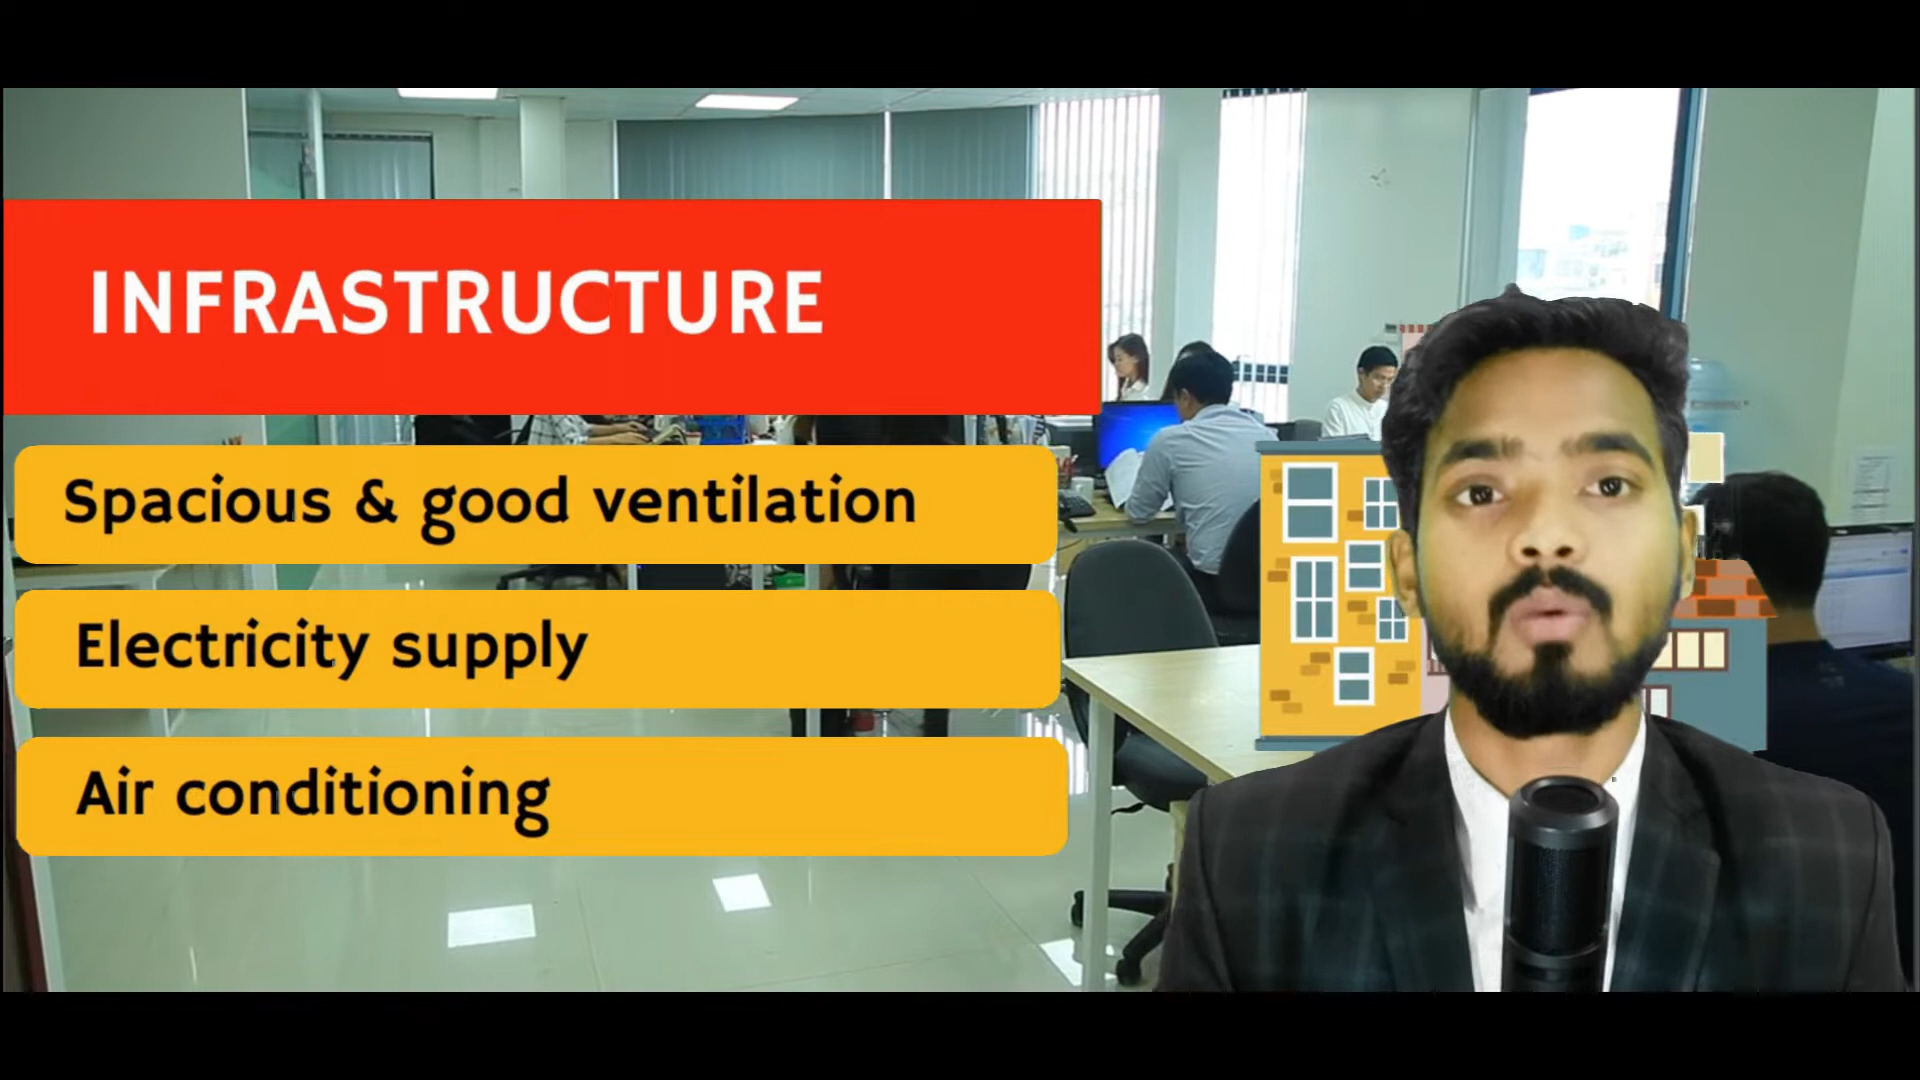 INFRASTRUCTURE
Spacious & good ventilation
Electricity supply
Air conditioning